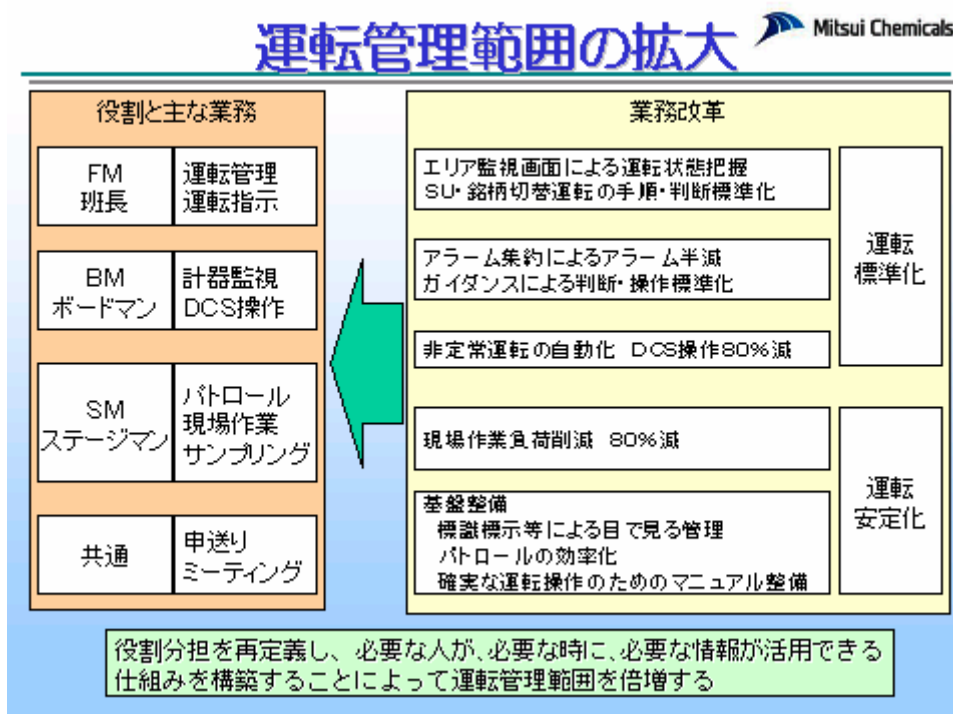 運転管理範囲の拡大
Mitsui Chemicals
役割と主な業務
FM
班長
運転管理
運転指示
BM
ボードマン
計器監視
DCS操作
SM
ステージマン
パトロール
現場作業
サンプリング
共通
申送り
ミーティング
業務改革
エリア監視画面による運転状態把握
SU・銘柄切替運転の手順・判断標準化
アラーム集約によるアラーム半減
ガイダンスによる判断・操作標準化
非定常運転の自動化 DCS操作80%減
運転
標準化
現場作業負荷削減 80%減
基盤整備
標識標示等による目で見る管理
パトロールの効率化
確実な運転操作のためのマニュアル整備
運転
安定化
役割分担を再定義し、必要な人が、必要な時に、必要な情報が活用できる
仕組みを構築することによって運転管理範囲を倍増する